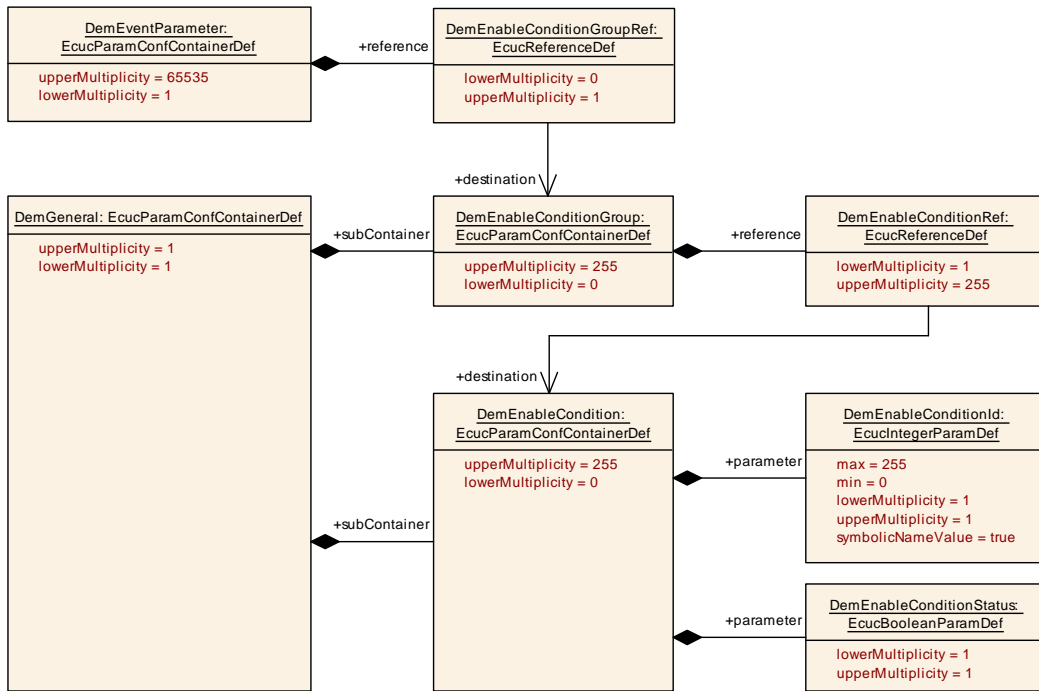 DemEventParameter:
EcucParamConfContainerDef
upperMultiplicity = 65535
lowerMultiplicity = 1
+reference
DemEnableConditionGroupRef:
EcucReferenceDef
lowerMultiplicity = 0
upperMultiplicity = 1
+destination
DemGeneral: EcucParamConfContainerDef
upperMultiplicity = 1
lowerMultiplicity = 1
+subContainer
DemEnableConditionGroup:
EcucParamConfContainerDef
upperMultiplicity = 255
lowerMultiplicity = 0
+reference
DemEnableConditionRef:
EcucReferenceDef
lowerMultiplicity = 1
upperMultiplicity = 255
+destination
+subContainer
DemEnableCondition:
EcucParamConfContainerDef
upperMultiplicity = 255
lowerMultiplicity = 0
+parameter
DemEnableConditionId:
EcucIntegerParamDef
max = 255
min = 0
lowerMultiplicity = 1
upperMultiplicity = 1
symbolicNameValue = true
+parameter
DemEnableConditionStatus:
EcucBooleanParamDef
lowerMultiplicity = 1
upperMultiplicity = 1